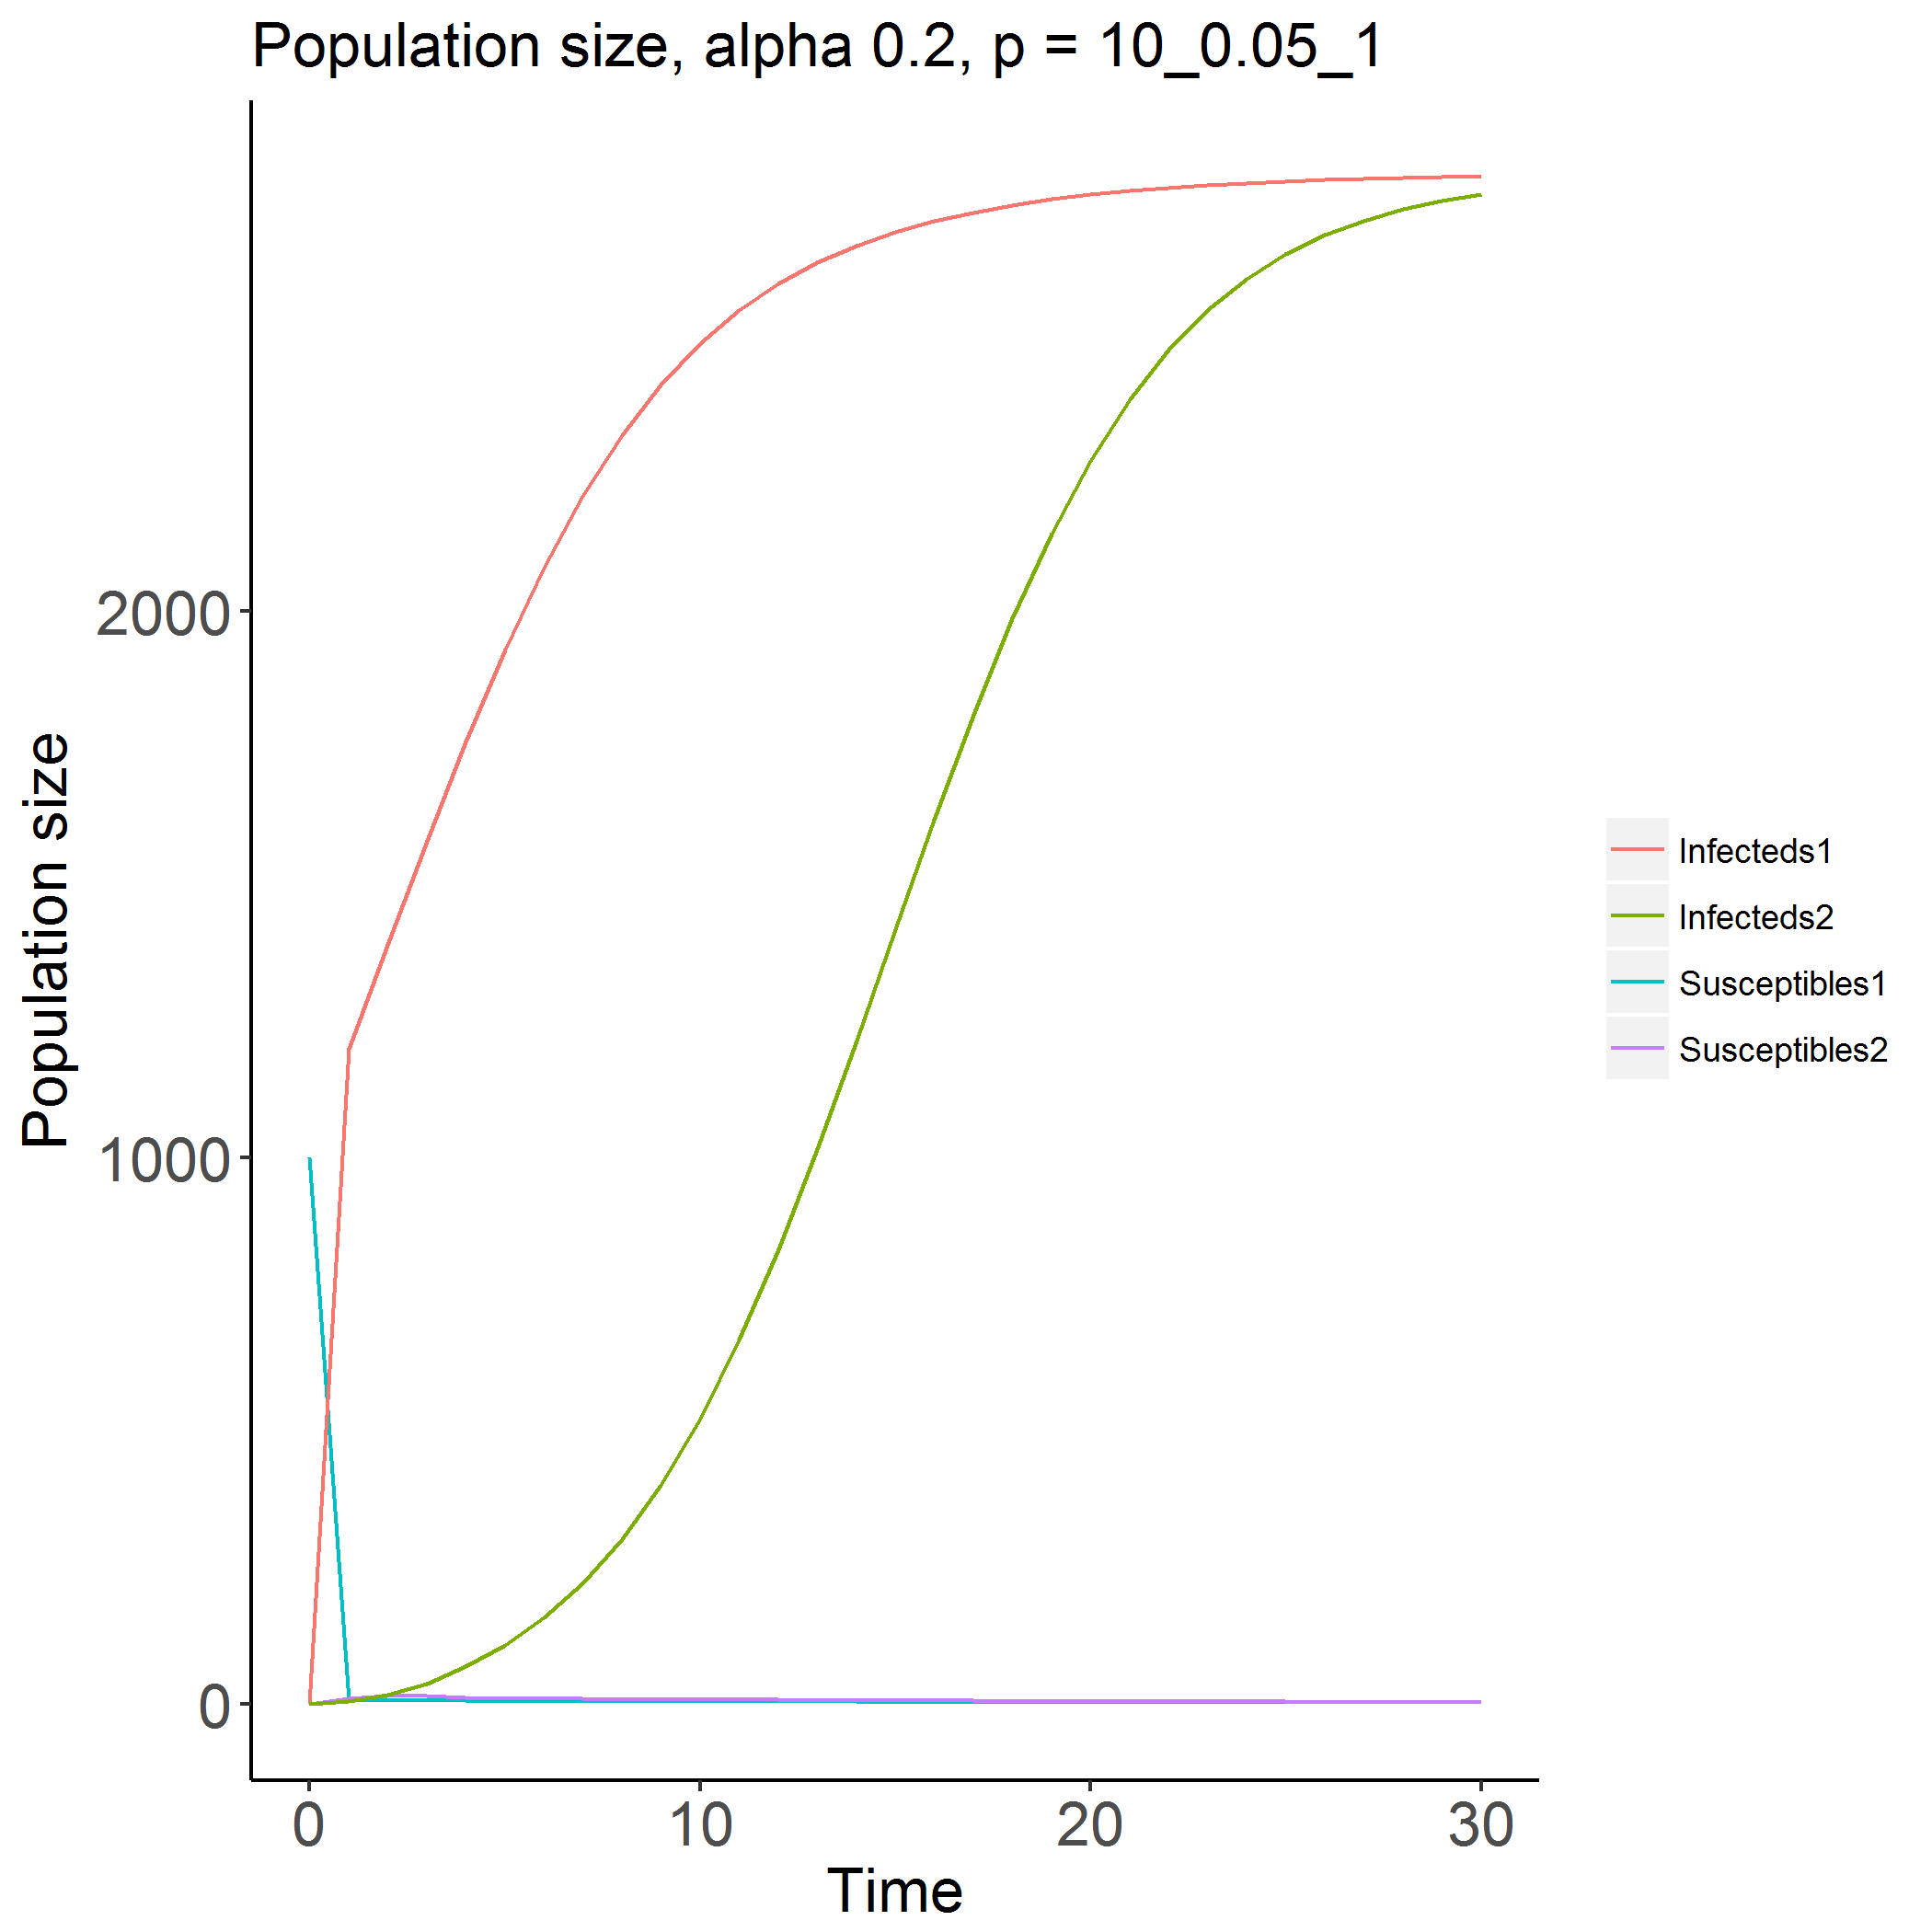 Population size, alpha 0.2, p = 10_0.05_1
Population size
2000
1000
0
0 10 20 30
Time
Infecteds1
Infecteds2
Susceptibles1
Susceptibles2